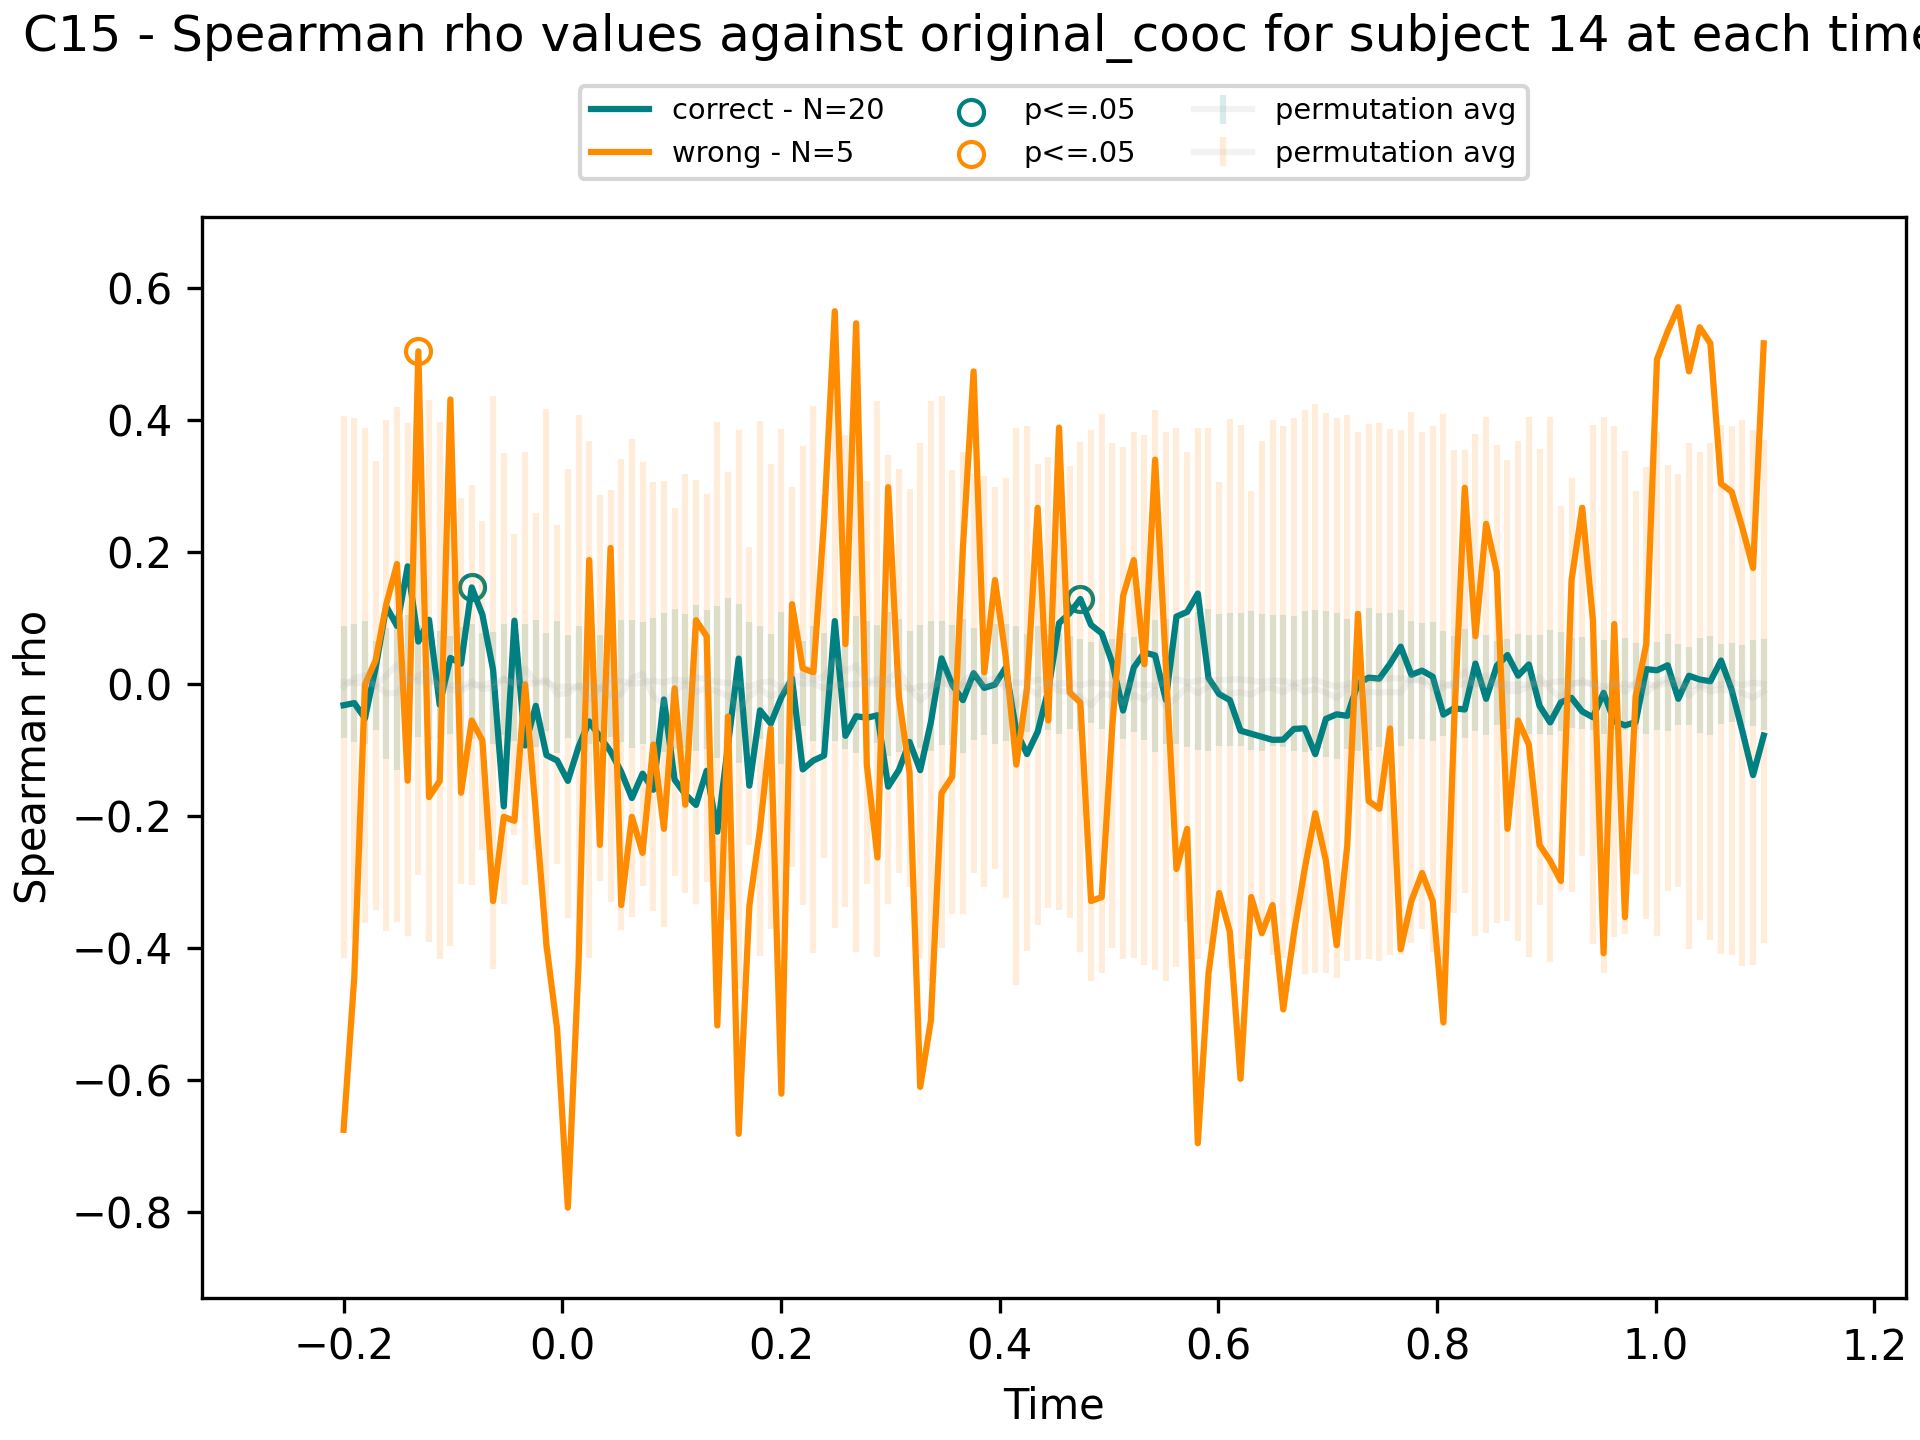 C15 - Spearman rho values against original_cooc for subject 14 at each time
correct - N=20 p<=.05 permutation avg
wrong - N=5 p<=.05 permutation avg
0.6
0.4
0.2
0.0
−0.2
−0.4
−0.6
−0.8
Spearman rho
−0.2 0.0 0.2 0.4 0.6 0.8 1.0 1.2
Time